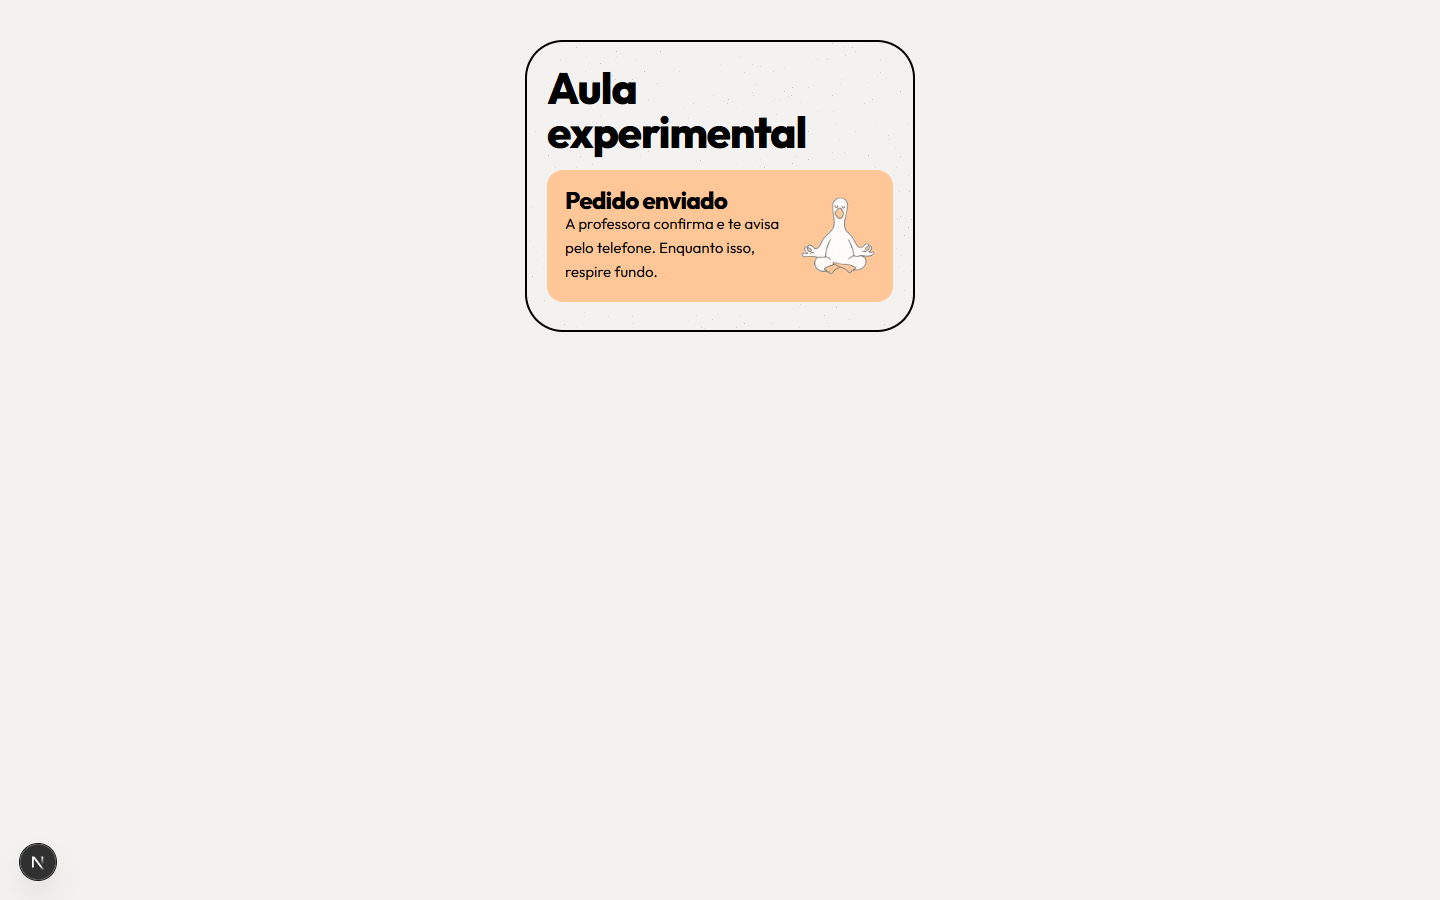 Aula
experimental
Pedido enviado
A professora confirma e te avisa
pelo telefone. Enquanto isso,
respire fundo.
N